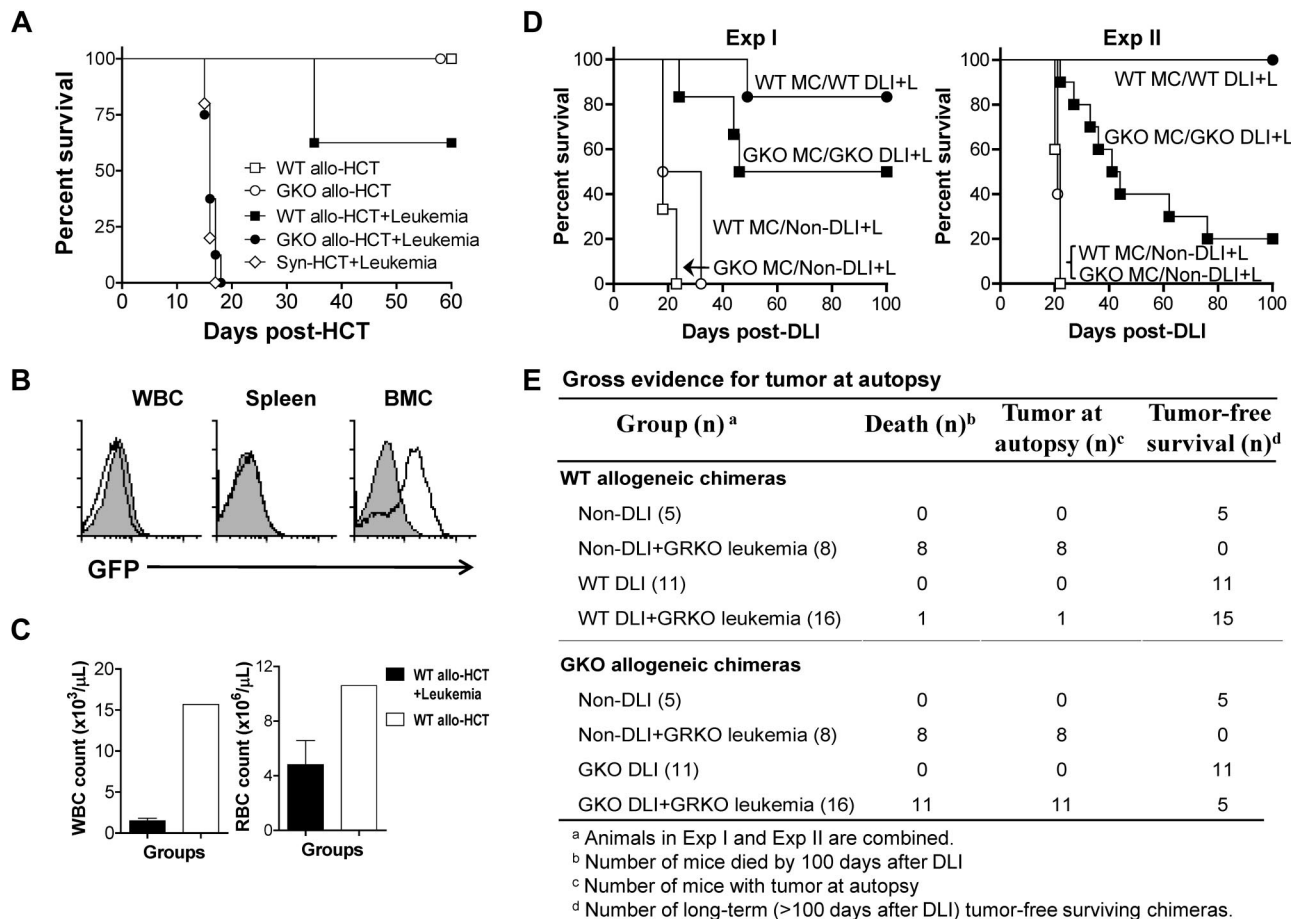 A
Percent survival
100
75
50
25
0
0 20 40 60
Days post-HCT
WT allo-HCT
GKO allo-HCT
WT allo-HCT+Leukemia
GKO allo-HCT+Leukemia
Syn-HCT+Leukemia
B
WBC Spleen BMC
GFP
C
WBC count (x10³/µL)
20
15
10
5
0
Groups
RBC count (x10⁶/µL)
12
8
4
0
Groups
WT allo-HCT
+Leukemia
WT allo-HCT
D
Exp I
Percent survival
100
80
60
40
20
0
0 20 40 60 80 100
Days post-DLI
WT MC/WT DLI+L
GKO MC/GKO DLI+L
WT MC/Non-DLI+L
GKO MC/Non-DLI+L
Exp II
Percent survival
100
80
60
40
20
0
0 20 40 60 80 100
Days post-DLI
WT MC/WT DLI+L
GKO MC/GKO DLI+L
WT MC/Non-DLI+L
GKO MC/Non-DLI+L
E Gross evidence for tumor at autopsy
Group (n) ᵃ Death (n)ᵇ Tumor at autopsy (n)ᶜ Tumor-free survival (n)ᵈ
WT allogeneic chimeras
Non-DLI (5) 0 0 5
Non-DLI+GRKO leukemia (8) 8 8 0
WT DLI (11) 0 0 11
WT DLI+GRKO leukemia (16) 1 1 15
GKO allogeneic chimeras
Non-DLI (5) 0 0 5
Non-DLI+GRKO leukemia (8) 8 8 0
GKO DLI (11) 0 0 11
GKO DLI+GRKO leukemia (16) 11 11 5
ᵃ Animals in Exp I and Exp II are combined.
ᵇ Number of mice died by 100 days after DLI
ᶜ Number of mice with tumor at autopsy
ᵈ Number of long-term (>100 days after DLI) tumor-free surviving chimeras.